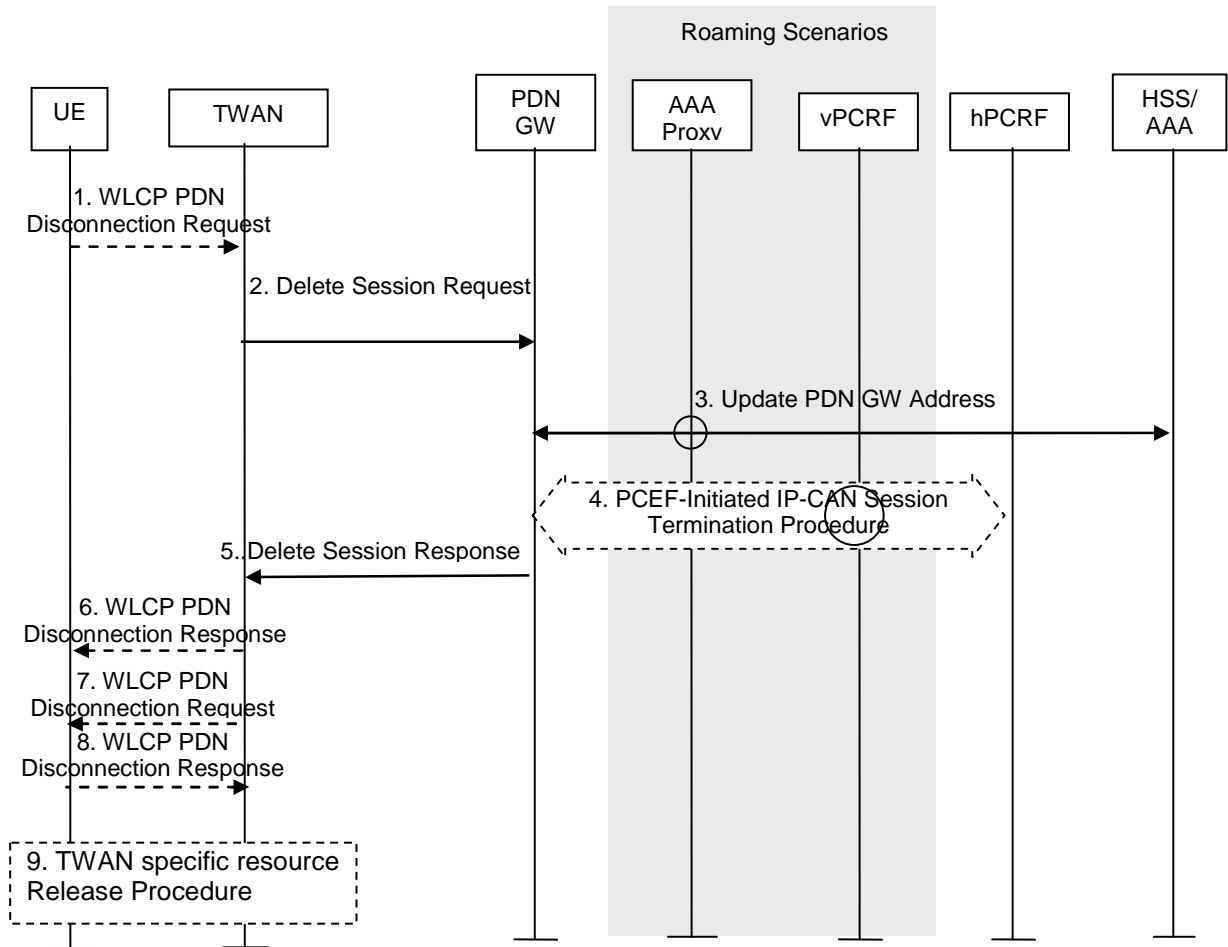 Roaming Scenarios
UE
TWAN
PDN
GW
AAA
Proxv
vPCRF
hPCRF
HSS/
AAA
1. WLCP PDN
Disconnection Request
2. Delete Session Request
3. Update PDN GW Address
4. PCEF-Initiated IP-CAN Session
Termination Procedure
5..Delete Session Response
6. WLCP PDN
Disconnection Response
7. WLCP PDN
Disconnection Request
8. WLCP PDN
Disconnection Response
9. TWAN specific resource
Release Procedure